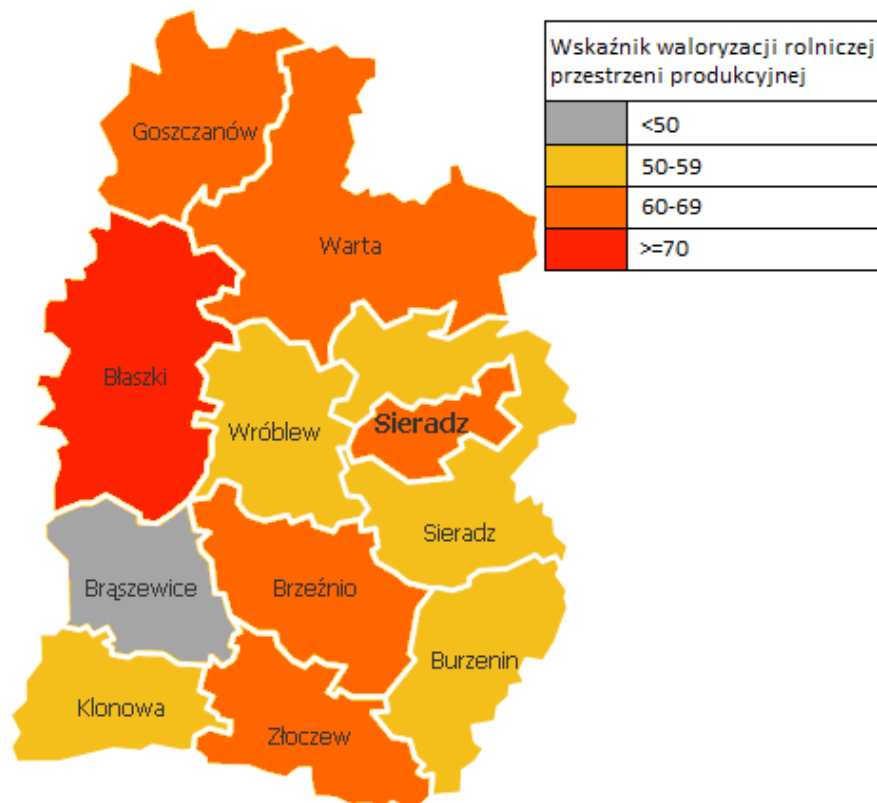 Wskaźnik waloryzacji rolniczej
przestrzeni produkcyjnej
<50
50-59
60-69
>=70
Goszczanów
Warta
Błaszki
Sieradz
Wróblew
Sieradz
Brąszewice
Brzeźnio
Burzenin
Klonowa
Złoczew